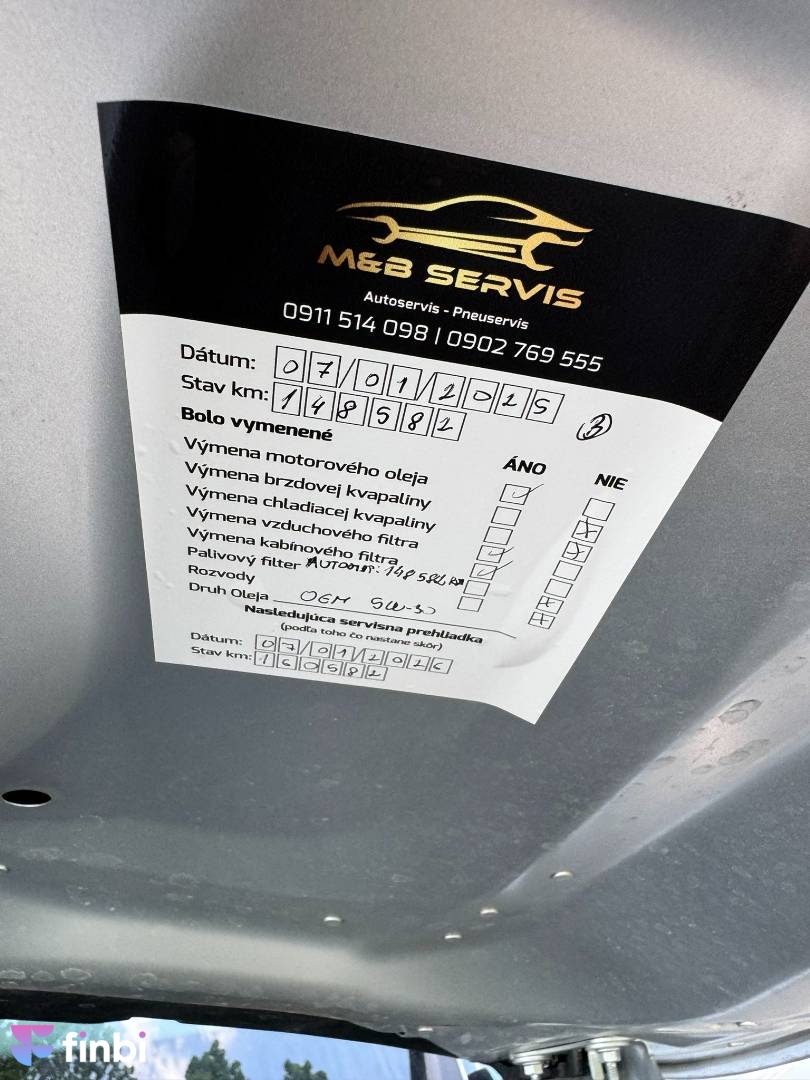 M&B SERVIS
Autoservis - Pneuservis
0911 514 098 | 0902 769 555
Dátum: 07/01/2025
Stav km: 148582
Bolo vymenené ÁNO NIE
Výmena motorového oleja
Výmena brzdovej kvapaliny
Výmena chladiacej kvapaliny
Výmena vzduchového filtra
Výmena kabínového filtra
Palivový filter
Rozvody
Druh Oleja OEM 5W-30
Nasledujúca servisna prehliadka
(podľa toho čo nastane skôr)
Dátum: 07/01/2026
Stav km: 160582
finbi